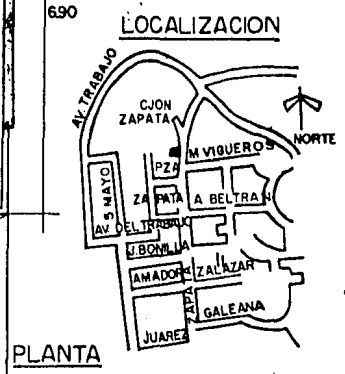 6.90
LOCALIZACION
AV. TRABAJO
CJON
ZAPATA
NORTE
M VIGUEROS
PZA
5 MAYO
ZAPATA
A BELTRAN
AV. DEL TRABAJO
J. BONILLA
AMADOR
ZALAZAR
ZAPATA
GALEANA
JUAREZ
PLANTA